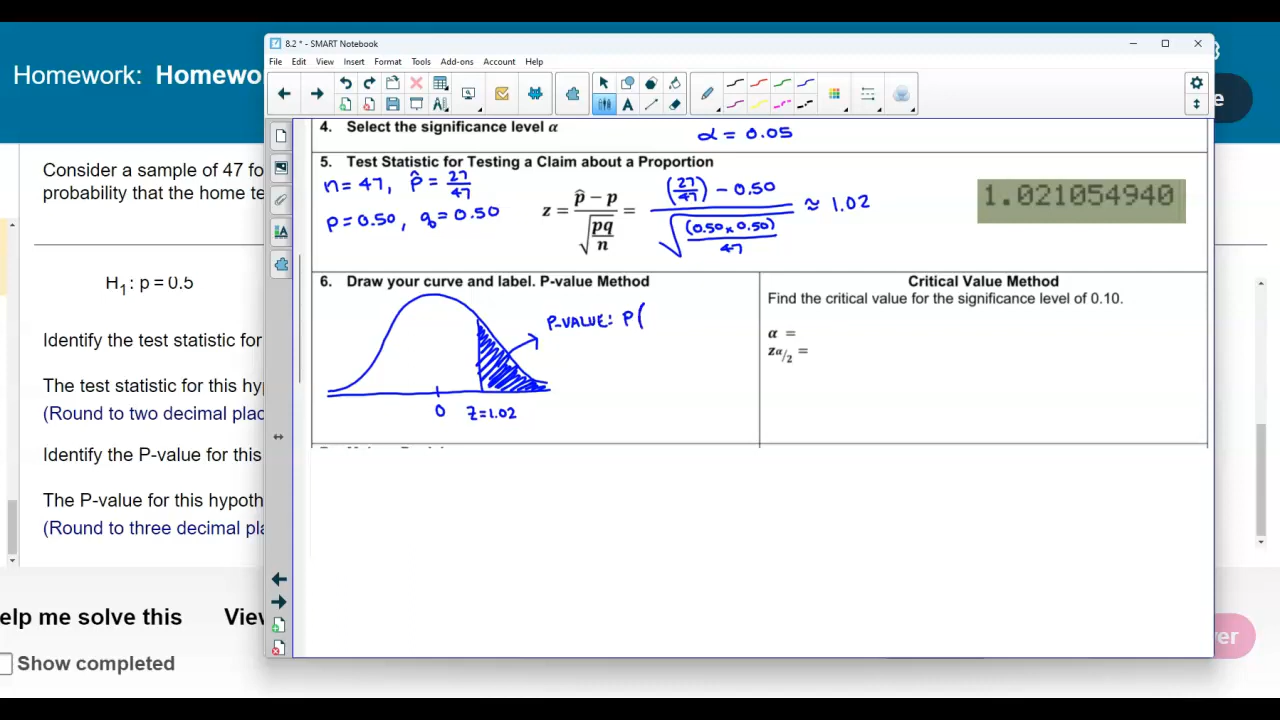 Homework: Homewo
Consider a sample of 47 fo
probability that the home te
H1 : p = 0.5
Identify the test statistic for
The test statistic for this hy
(Round to two decimal plac
Identify the P-value for this
The P-value for this hypoth
(Round to three decimal pla
elp me solve this View
Show completed
8.2 * - SMART Notebook
File Edit View Insert Format Tools Add-ons Account Help
4. Select the significance level α
α = 0.05
5. Test Statistic for Testing a Claim about a Proportion
n = 47, p̂ = 27/47
p = 0.50, q = 0.50
z = (p̂ − p)/√(pq/n) = ((27/47) − 0.50)/√((0.50 × 0.50)/47) ≈ 1.02
1.021054940
6. Draw your curve and label. P-value Method
P-VALUE: P(
0 Z = 1.02
Critical Value Method
Find the critical value for the significance level of 0.10.
α =
zα/2 =
e
er